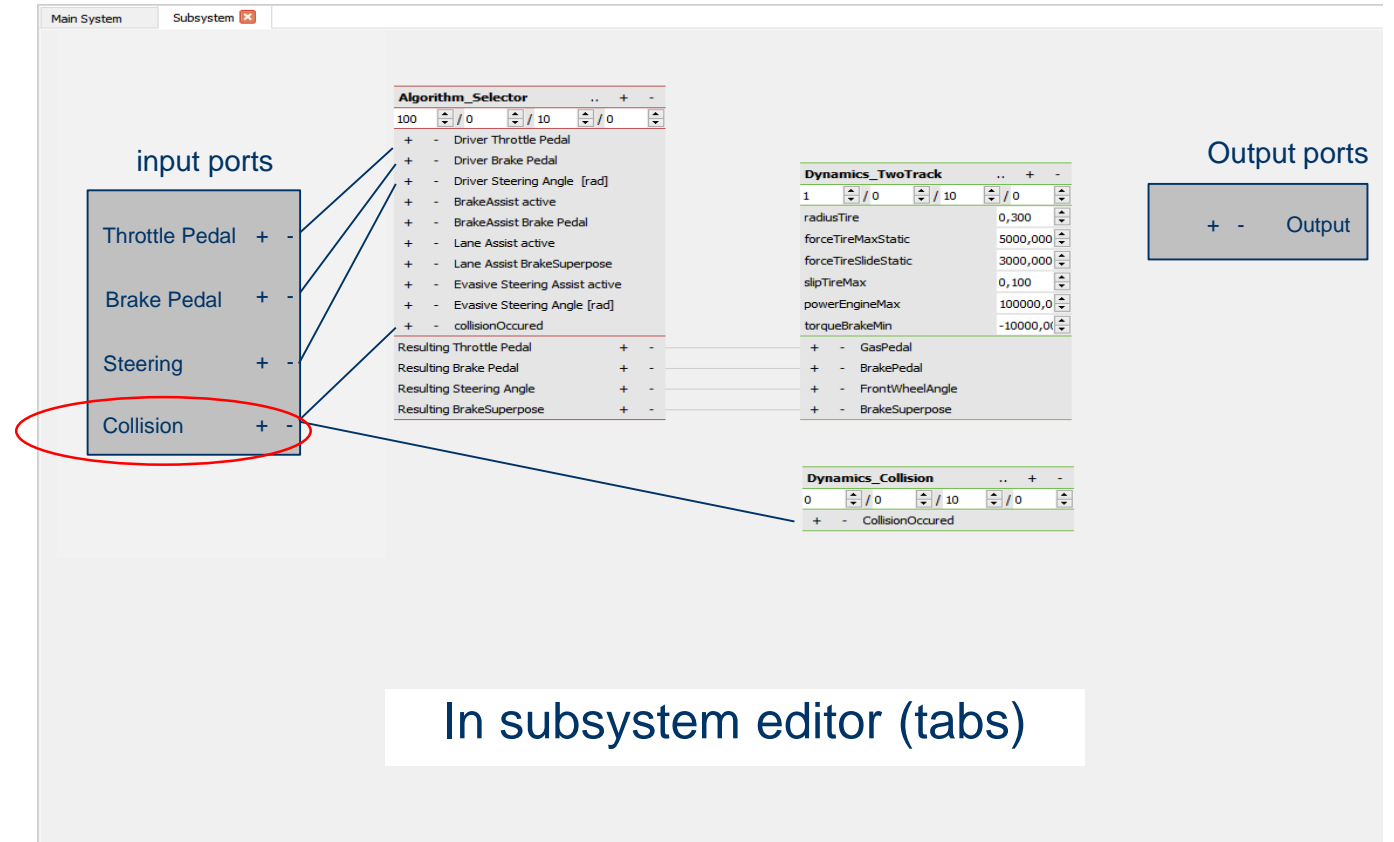 Main System Subsystem
input ports
Throttle Pedal + -
Brake Pedal + -
Steering + -
Collision + -
Algorithm_Selector .. + -
100 / 0 / 10 / 0
+ - Driver Throttle Pedal
+ - Driver Brake Pedal
+ - Driver Steering Angle [rad]
+ - BrakeAssist active
+ - BrakeAssist Brake Pedal
+ - Lane Assist active
+ - Lane Assist BrakeSuperpose
+ - Evasive Steering Assist active
+ - Evasive Steering Angle [rad]
+ - collisionOccured
Resulting Throttle Pedal + -
Resulting Brake Pedal + -
Resulting Steering Angle + -
Resulting BrakeSuperpose + -
Dynamics_TwoTrack .. + -
1 / 0 / 10 / 0
radiusTire 0,300
forceTireMaxStatic 5000,000
forceTireSlideStatic 3000,000
slipTireMax 0,100
powerEngineMax 100000,0
torqueBrakeMin -10000,0(
+ - GasPedal
+ - BrakePedal
+ - FrontWheelAngle
+ - BrakeSuperpose
Dynamics_Collision .. + -
0 / 0 / 10 / 0
+ - CollisionOccured
Output ports
+ - Output
In subsystem editor (tabs)